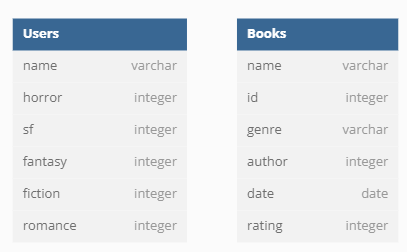 Users
name varchar
horror integer
sf integer
fantasy integer
fiction integer
romance integer
Books
name varchar
id integer
genre varchar
author integer
date date
rating integer